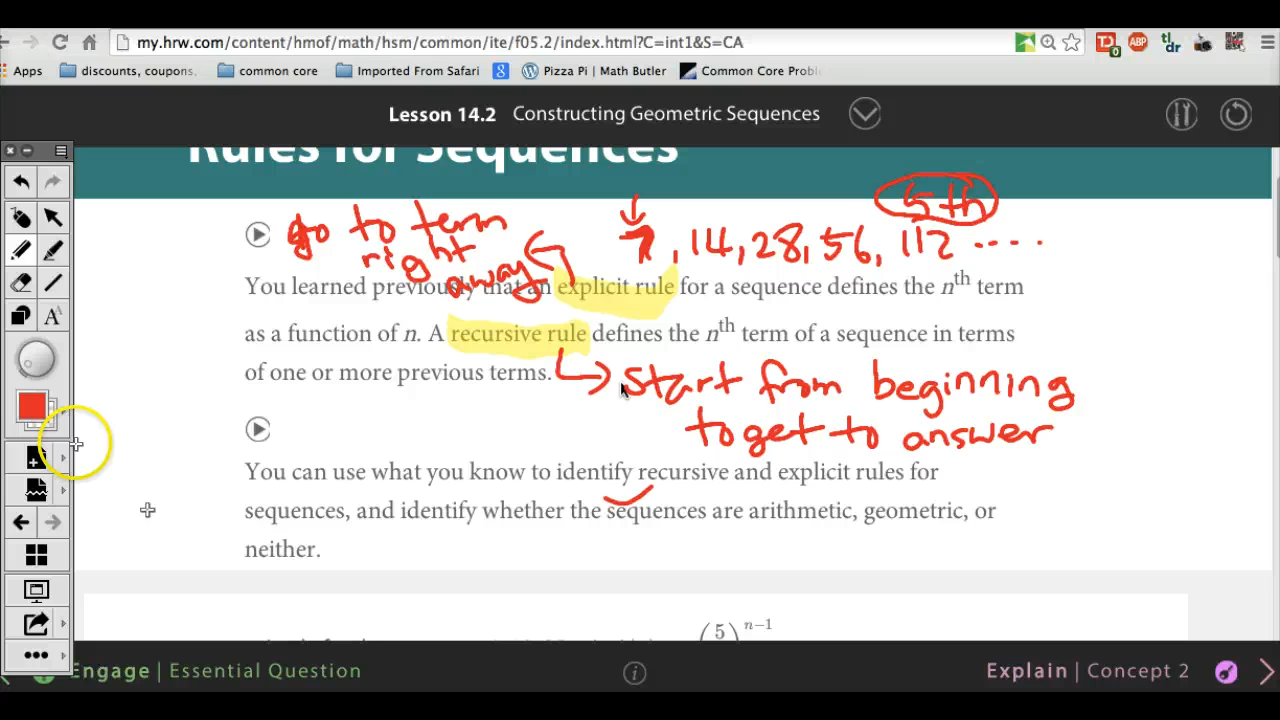 my.hrw.com/content/hmof/math/hsm/common/ite/f05.2/index.html?C=int1&S=CA
Apps discounts, coupons, common core Imported From Safari Pizza Pi | Math Butler Common Core Probl
Lesson 14.2 Constructing Geometric Sequences
Rules for Sequences
5th
go to term
right
away
7, 14, 28, 56, 112 ....
You learned previously that an explicit rule for a sequence defines the nth term
as a function of n. A recursive rule defines the nth term of a sequence in terms
of one or more previous terms.
start from beginning
to get to answer
You can use what you know to identify recursive and explicit rules for
sequences, and identify whether the sequences are arithmetic, geometric, or
neither.
(5) n−1
Engage | Essential Question
Explain | Concept 2